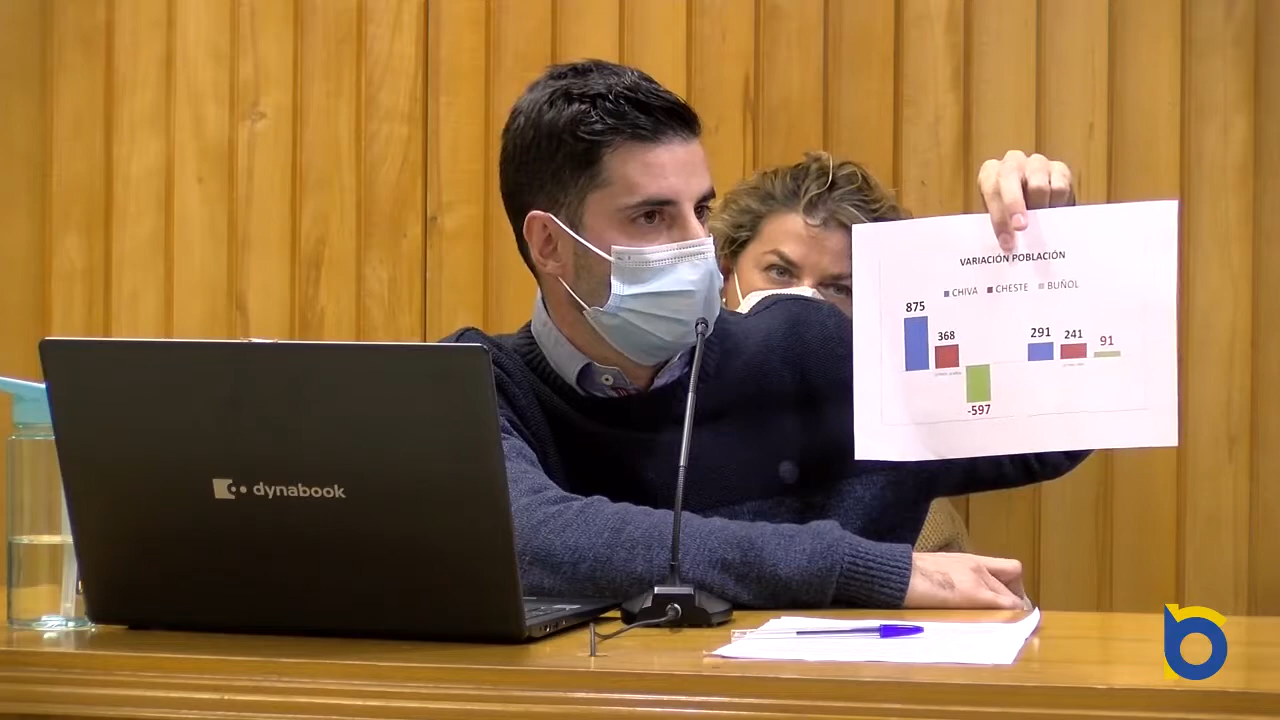 VARIACIÓN POBLACIÓN
CHIVA CHESTE BUÑOL
875
368
-597
291
241
91
dynabook